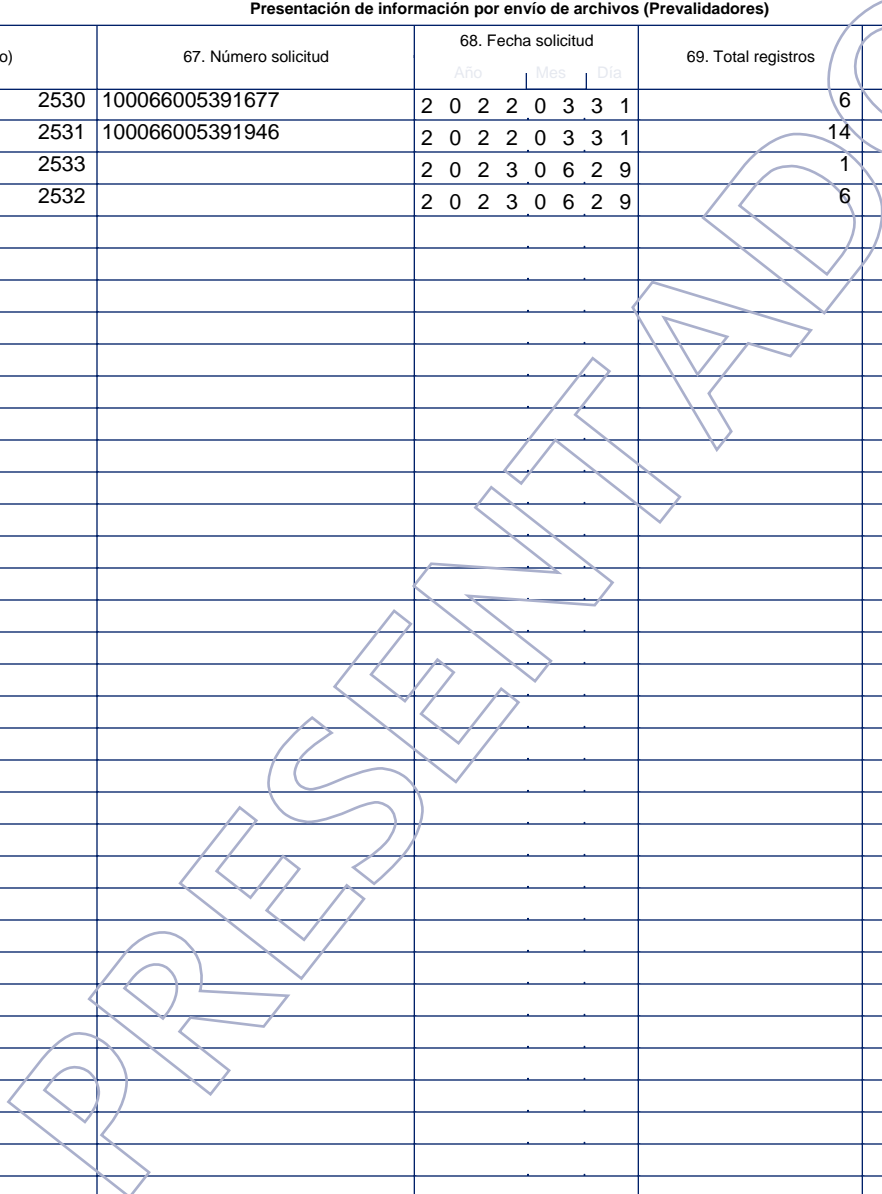 Presentación de información por envío de archivos (Prevalidadores)
o) 67. Número solicitud 68. Fecha solicitud 69. Total registros
Año Mes Día
2530 100066005391677 2 0 2 2 0 3 3 1 6
2531 100066005391946 2 0 2 2 0 3 3 1 14
2533 2 0 2 3 0 6 2 9 1
2532 2 0 2 3 0 6 2 9 6
PRESENTADO